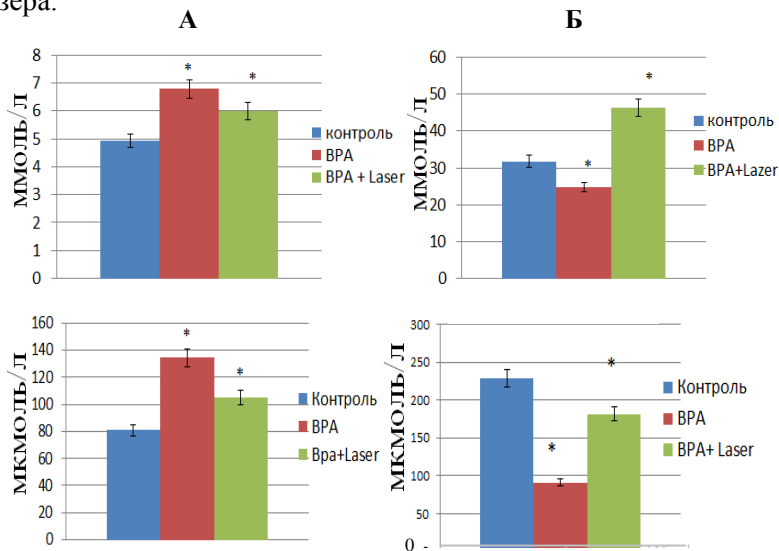 зера.
А
Б
ММОЛЬ/Л
8
7
6
5
4
3
2
1
0
*
*
контроль
BPA
BPA + Laser
ММОЛЬ/Л
60
50
40
30
20
10
0
*
*
контроль
BPA
BPA+Lazer
МКМОЛЬ/Л
160
140
120
100
80
60
40
20
0
*
*
Контроль
BPA
Bpa+Laser
МКМОЛЬ/Л
300
250
200
150
100
50
0 -
*
*
Контроль
BPA
BPA+ Laser